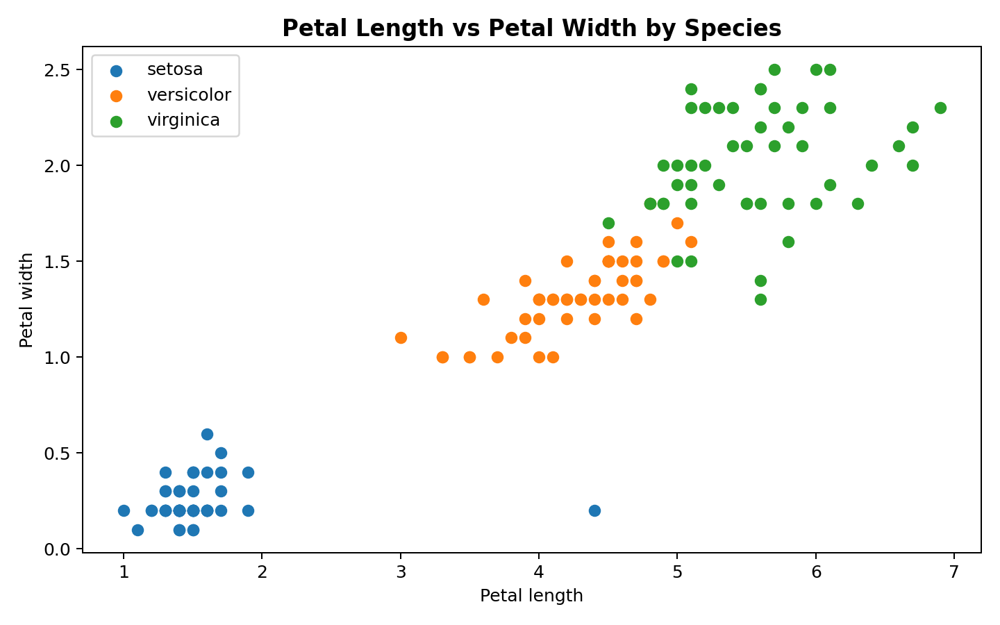 Petal Length vs Petal Width by Species
setosa
versicolor
virginica
2.5
2.0
1.5
1.0
0.5
0.0
Petal width
1 2 3 4 5 6 7
Petal length